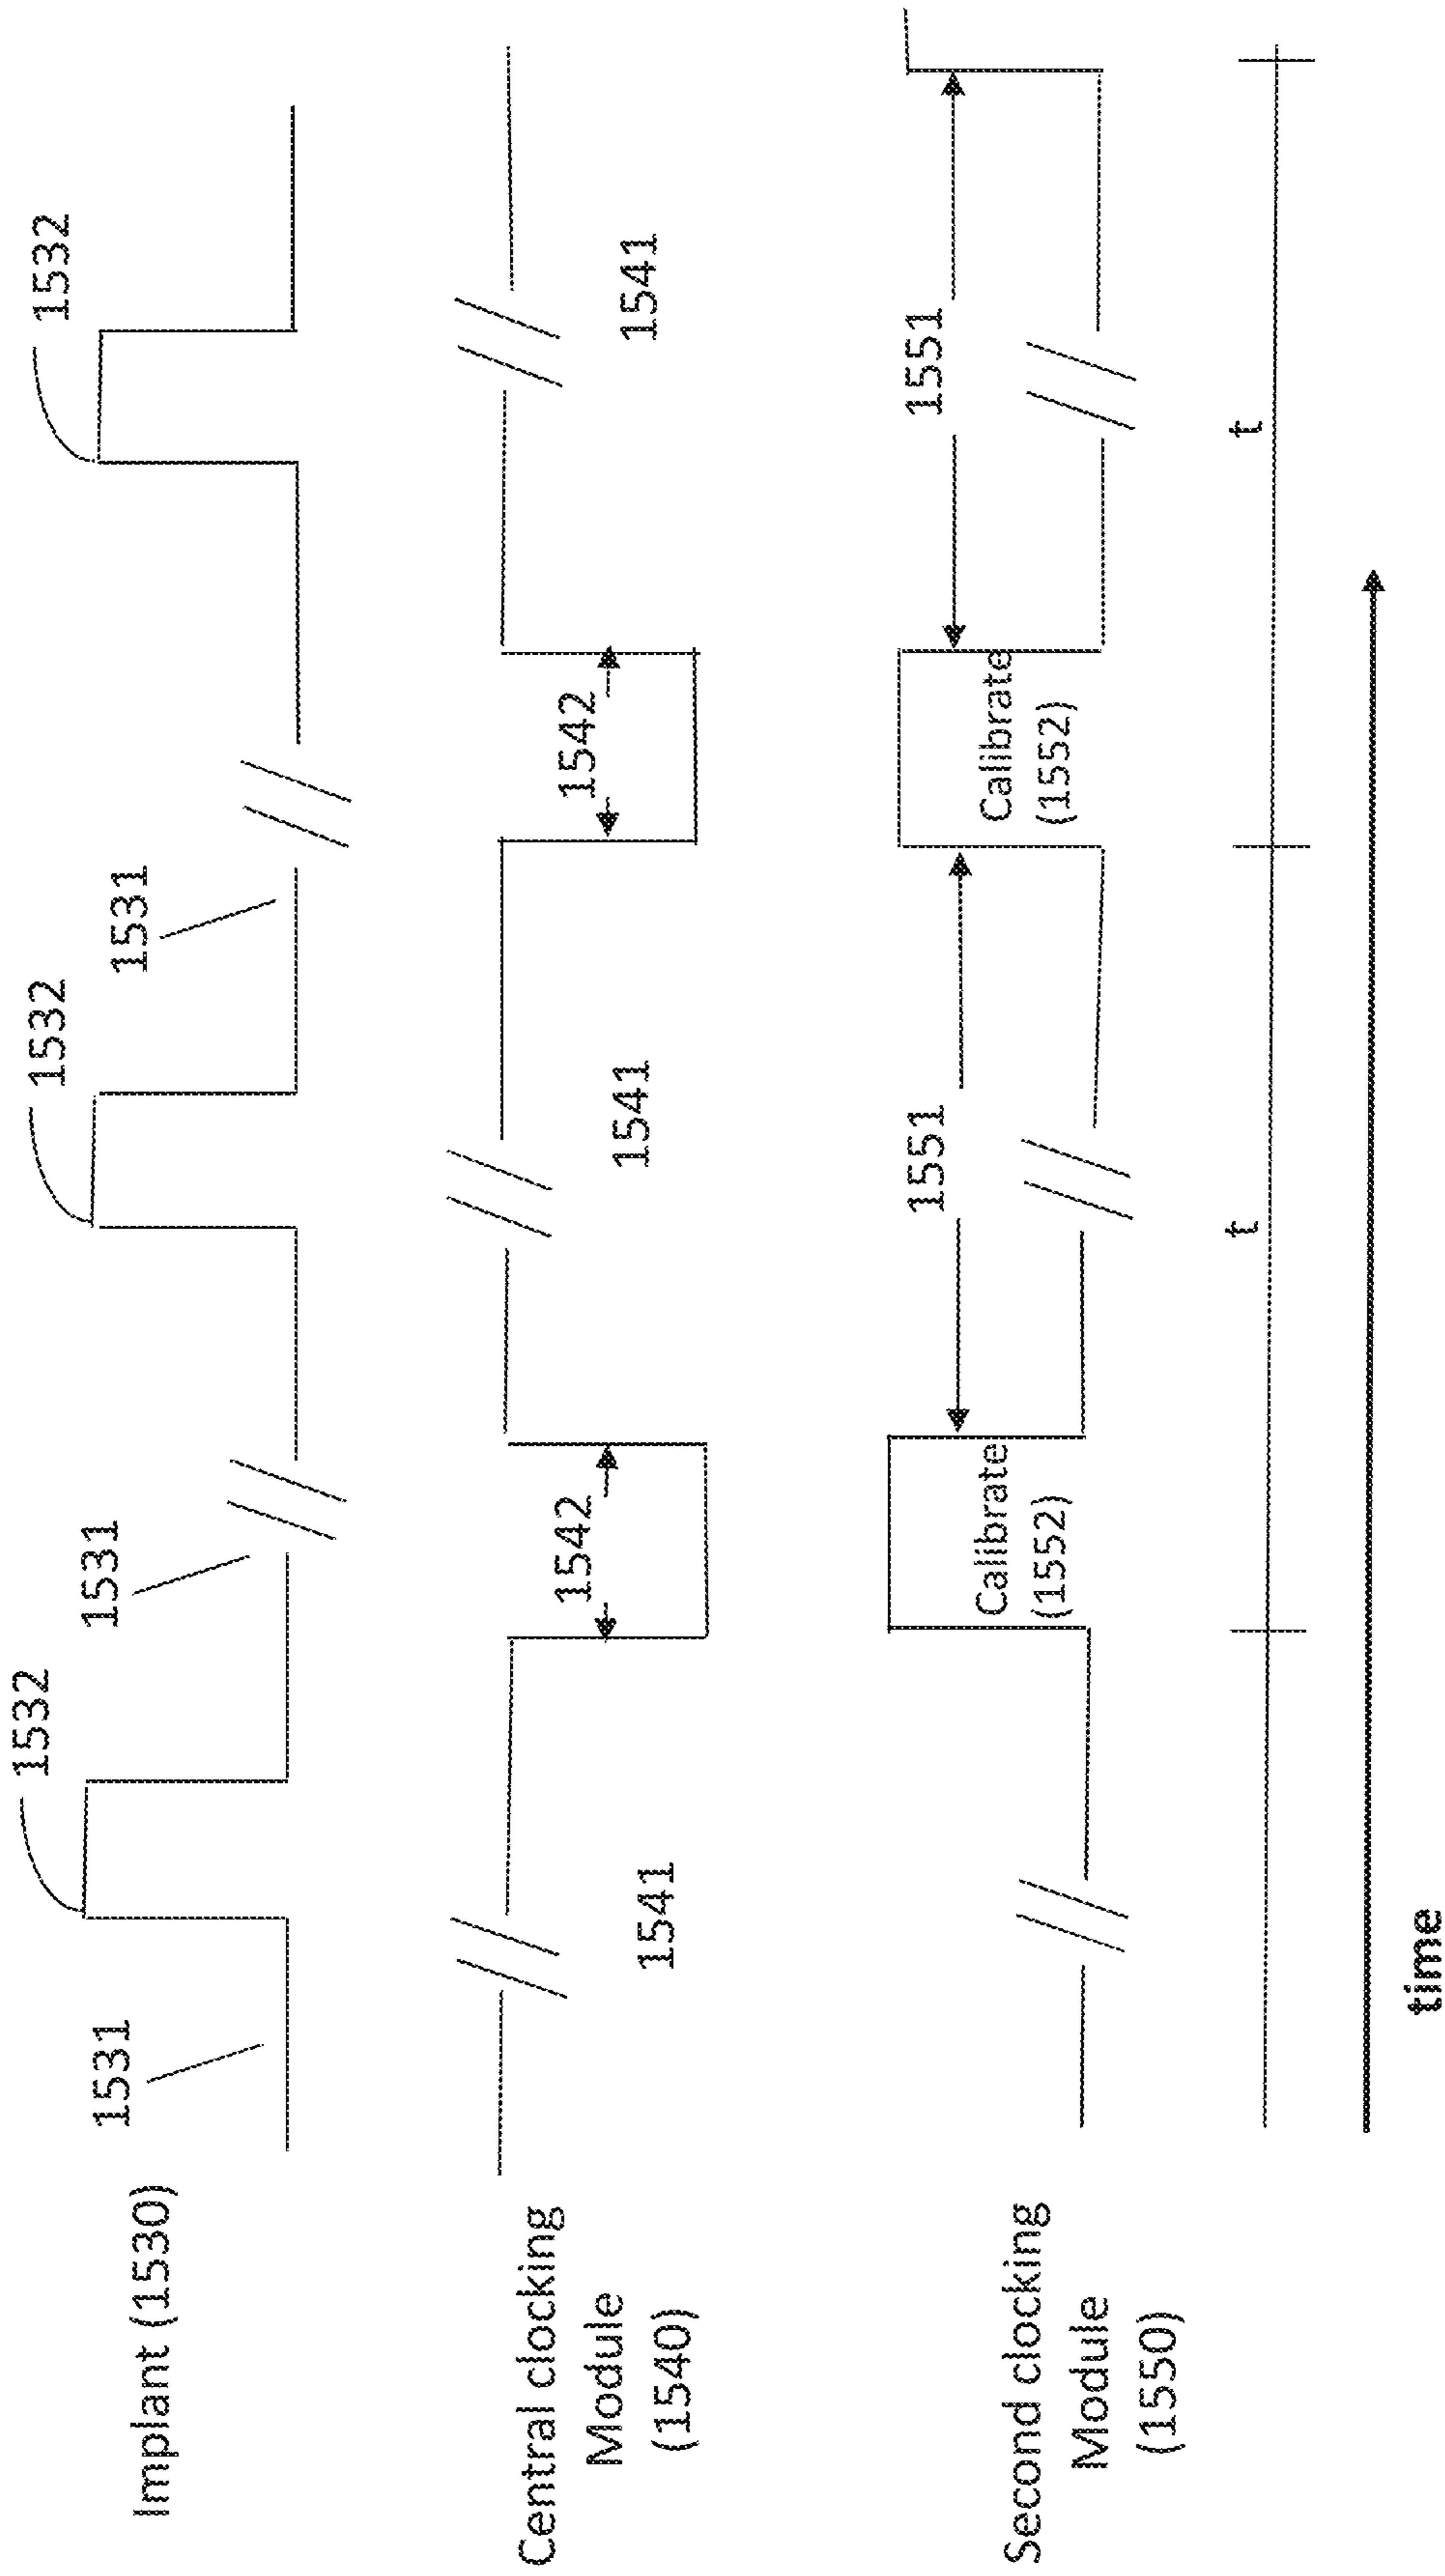 1532
1532
1532
1531
1531
1531
Implant (1530)
1542
1542
1541
1541
1541
Central clocking
Module
(1540)
1551
1551
Calibrate
(1552)
Calibrate
(1552)
Second clocking
Module
(1550)
t
t
time